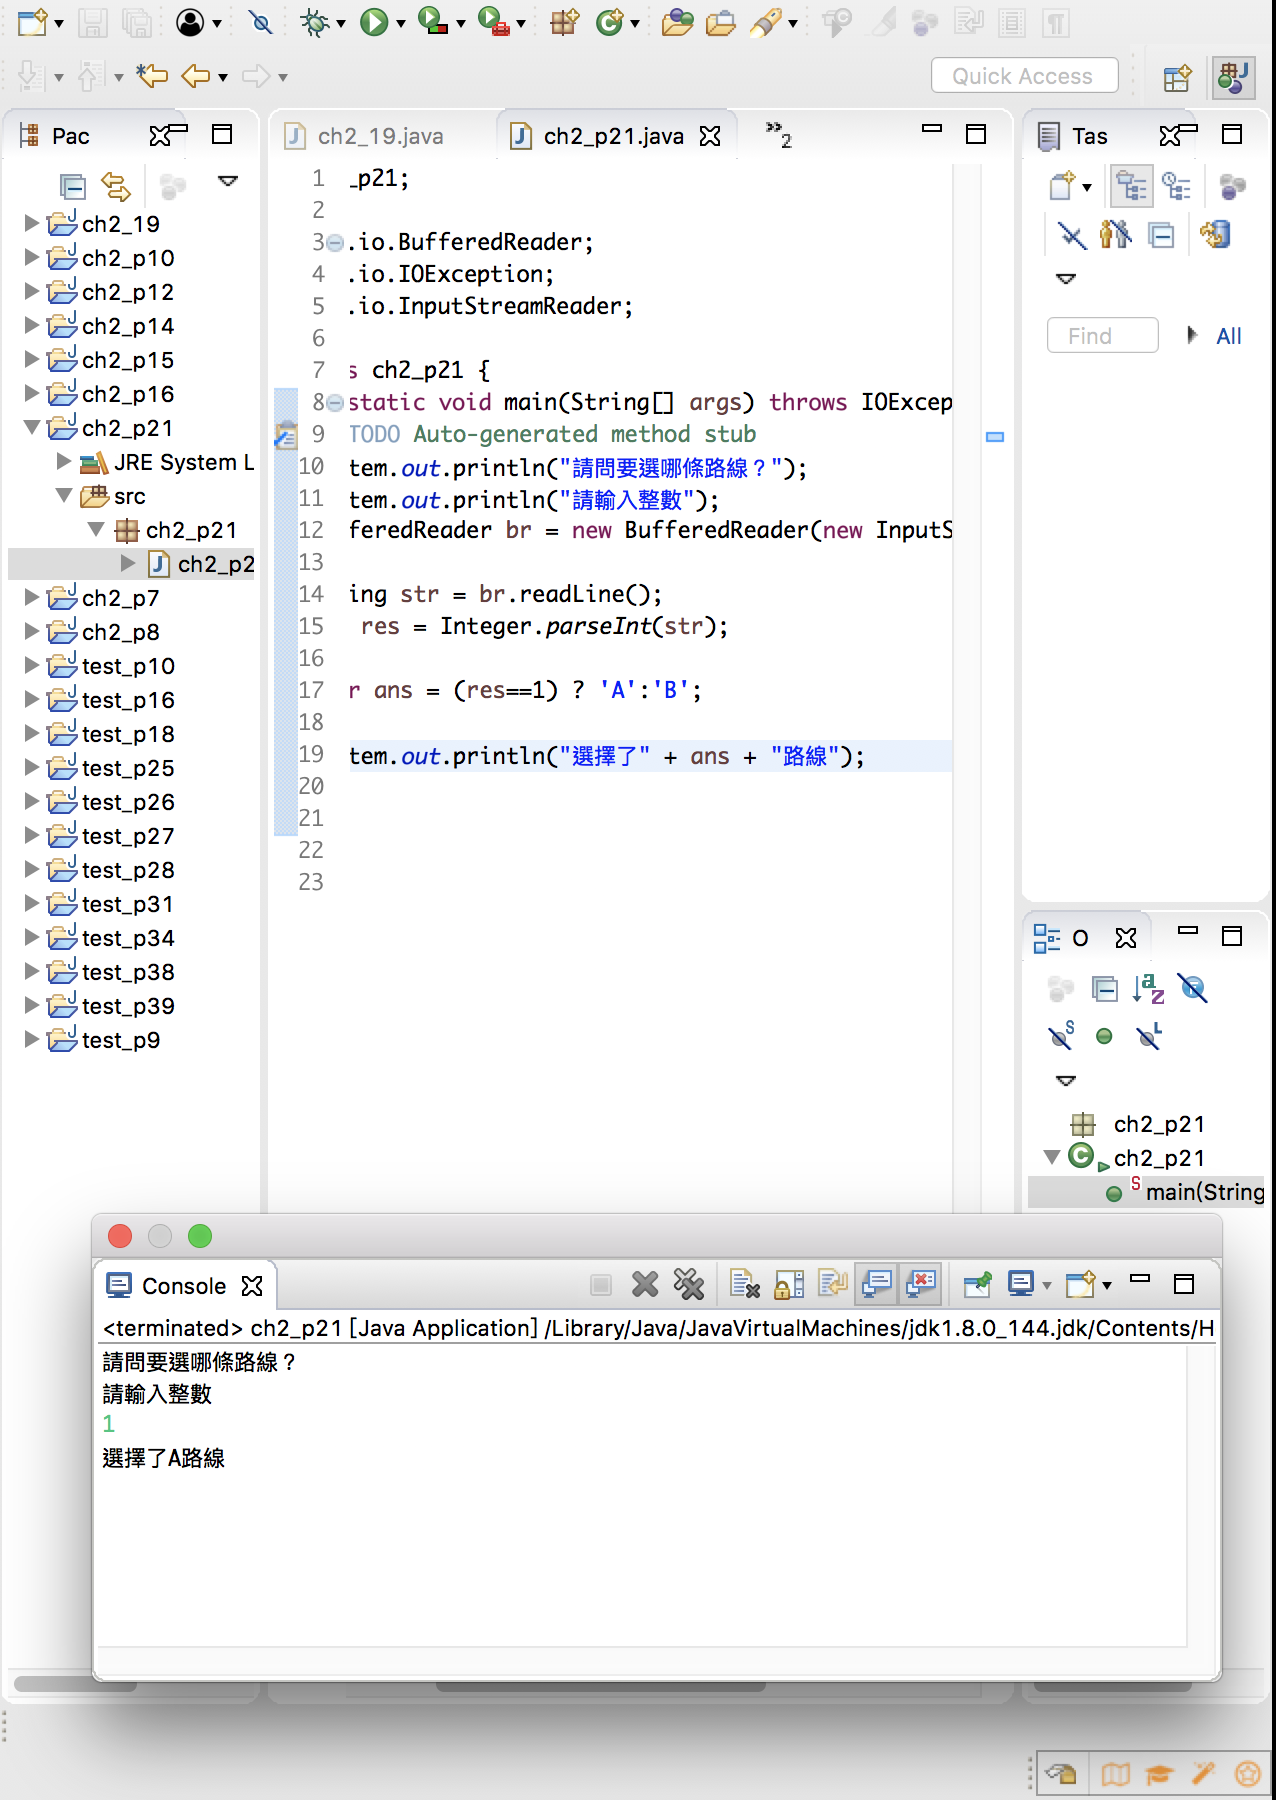 Quick Access
Pac
ch2_19
ch2_p10
ch2_p12
ch2_p14
ch2_p15
ch2_p16
ch2_p21
JRE System L
src
ch2_p21
ch2_p2
ch2_p7
ch2_p8
test_p10
test_p16
test_p18
test_p25
test_p26
test_p27
test_p28
test_p31
test_p34
test_p38
test_p39
test_p9
ch2_19.java
ch2_p21.java
»2
1 _p21;
2
3 .io.BufferedReader;
4 .io.IOException;
5 .io.InputStreamReader;
6
7 s ch2_p21 {
8 static void main(String[] args) throws IOExcep
9 TODO Auto-generated method stub
10 tem.out.println("請問要選哪條路線？");
11 tem.out.println("請輸入整數");
12 feredReader br = new BufferedReader(new InputS
13
14 ing str = br.readLine();
15 res = Integer.parseInt(str);
16
17 r ans = (res==1) ? 'A':'B';
18
19 tem.out.println("選擇了" + ans + "路線");
20
21
22
23
Tas
Find
All
O
ch2_p21
ch2_p21
main(String
Console
<terminated> ch2_p21 [Java Application] /Library/Java/JavaVirtualMachines/jdk1.8.0_144.jdk/Contents/H
請問要選哪條路線？
請輸入整數
1
選擇了A路線